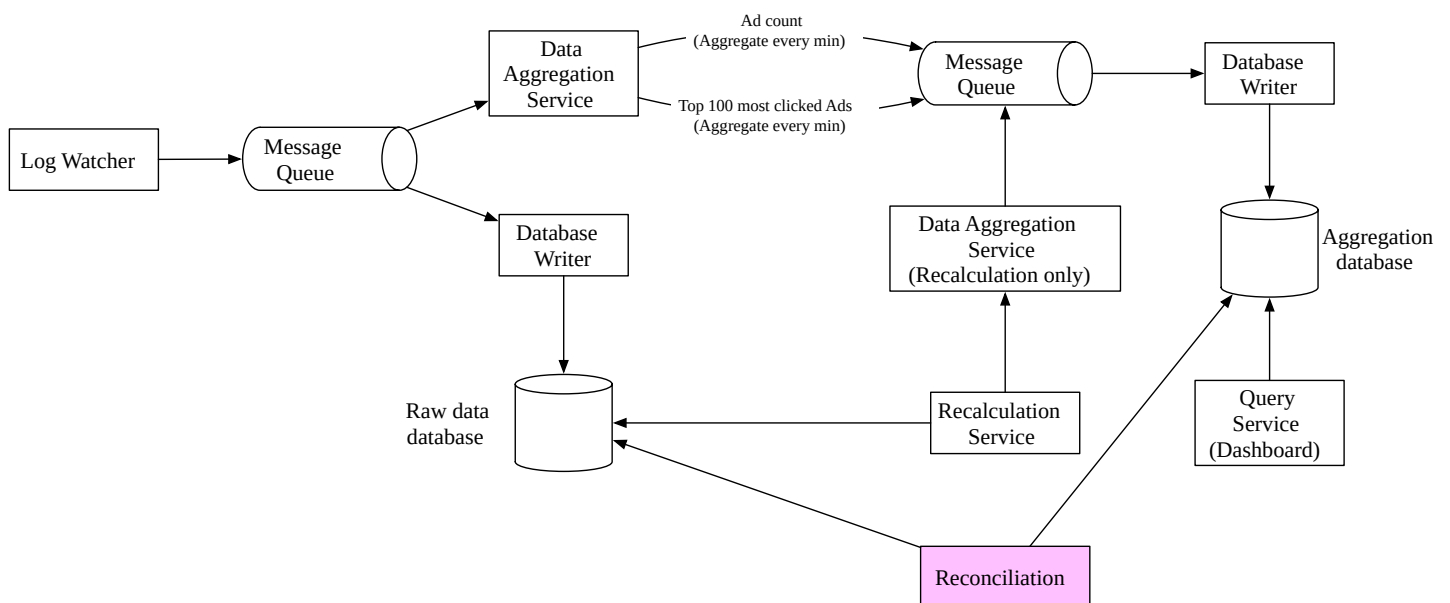 Log Watcher
Message
Queue
Data
Aggregation
Service
Ad count
(Aggregate every min)
Top 100 most clicked Ads
(Aggregate every min)
Message
Queue
Database
Writer
Database
Writer
Data Aggregation
Service
(Recalculation only)
Aggregation
database
Raw data
database
Recalculation
Service
Query
Service
(Dashboard)
Reconciliation